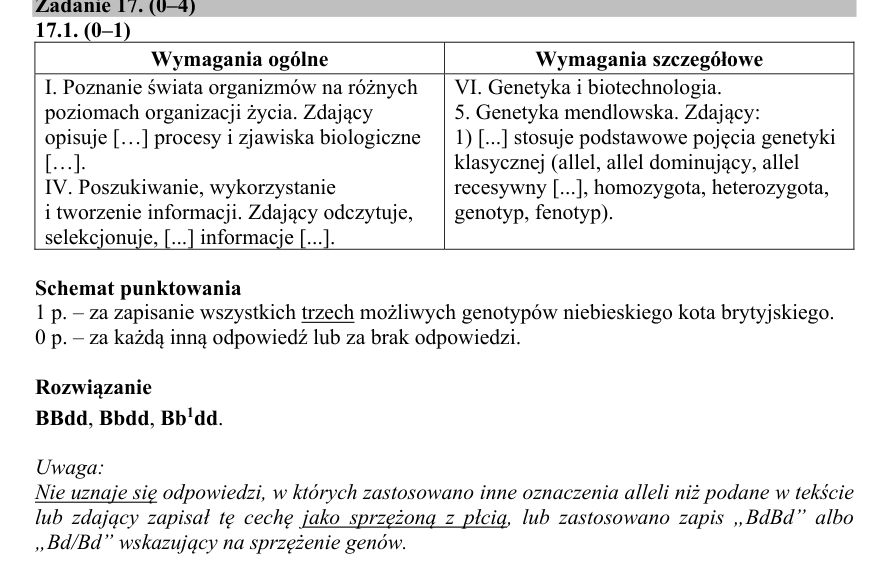 Zadanie 17. (0–4)
17.1. (0–1)
Wymagania ogólne
I. Poznanie świata organizmów na różnych
poziomach organizacji życia. Zdający
opisuje […] procesy i zjawiska biologiczne
[…].
IV. Poszukiwanie, wykorzystanie
i tworzenie informacji. Zdający odczytuje,
selekcjonuje, [...] informacje [...].
Wymagania szczegółowe
VI. Genetyka i biotechnologia.
5. Genetyka mendlowska. Zdający:
1) [...] stosuje podstawowe pojęcia genetyki
klasycznej (allel, allel dominujący, allel
recesywny [...], homozygota, heterozygota,
genotyp, fenotyp).
Schemat punktowania
1 p. – za zapisanie wszystkich trzech możliwych genotypów niebieskiego kota brytyjskiego.
0 p. – za każdą inną odpowiedź lub za brak odpowiedzi.
Rozwiązanie
BBdd, Bbdd, Bb¹dd.
Uwaga:
Nie uznaje się odpowiedzi, w których zastosowano inne oznaczenia alleli niż podane w tekście
lub zdający zapisał tę cechę jako sprzężoną z płcią, lub zastosowano zapis „BdBd” albo
„Bd/Bd” wskazujący na sprzężenie genów.